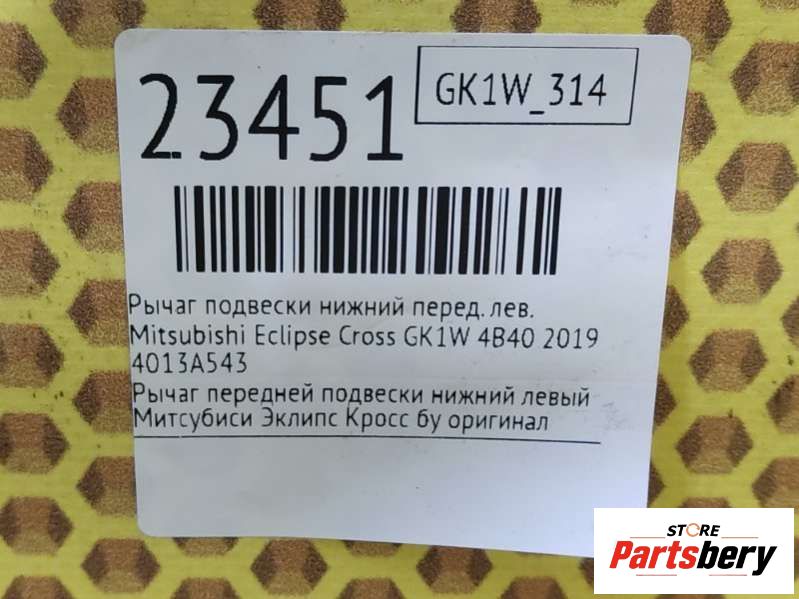 23451
GK1W_314
Рычаг подвески нижний перед. лев.
Mitsubishi Eclipse Cross GK1W 4B40 2019
4013A543
Рычаг передней подвески нижний левый
Митсубиси Эклипс Кросс бу оригинал
STORE
Partsbery